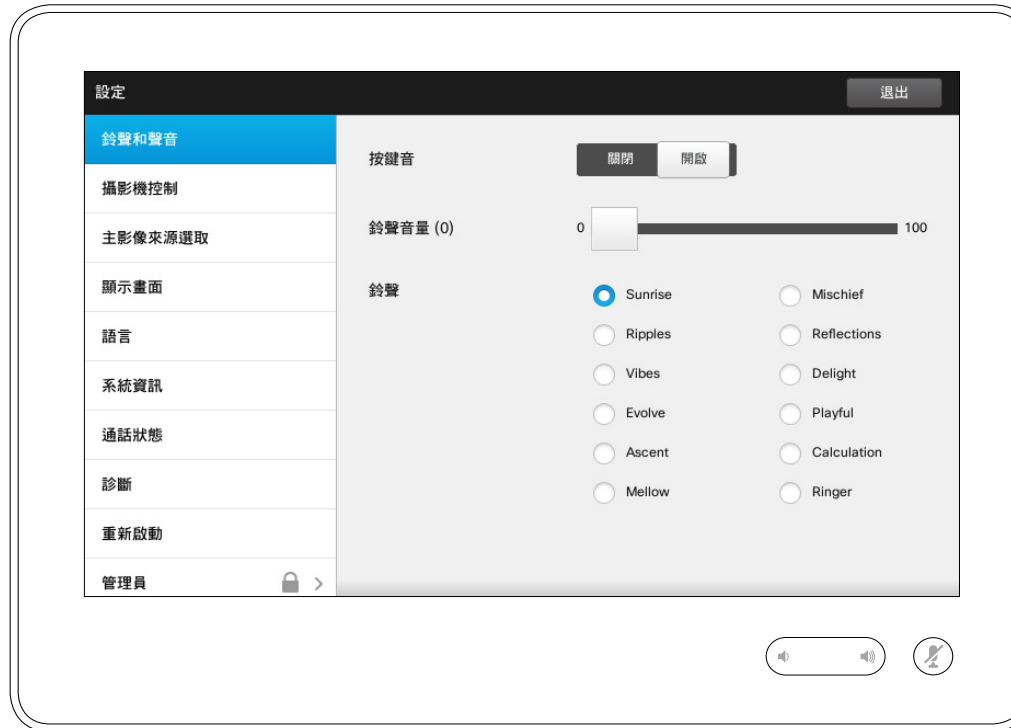 設定
退出
鈴聲和聲音
攝影機控制
主影像來源選取
顯示畫面
語言
系統資訊
通話狀態
診斷
重新啟動
管理員
按鍵音
關閉 開啟
鈴聲音量 (0)
0 100
鈴聲
Sunrise Mischief
Ripples Reflections
Vibes Delight
Evolve Playful
Ascent Calculation
Mellow Ringer